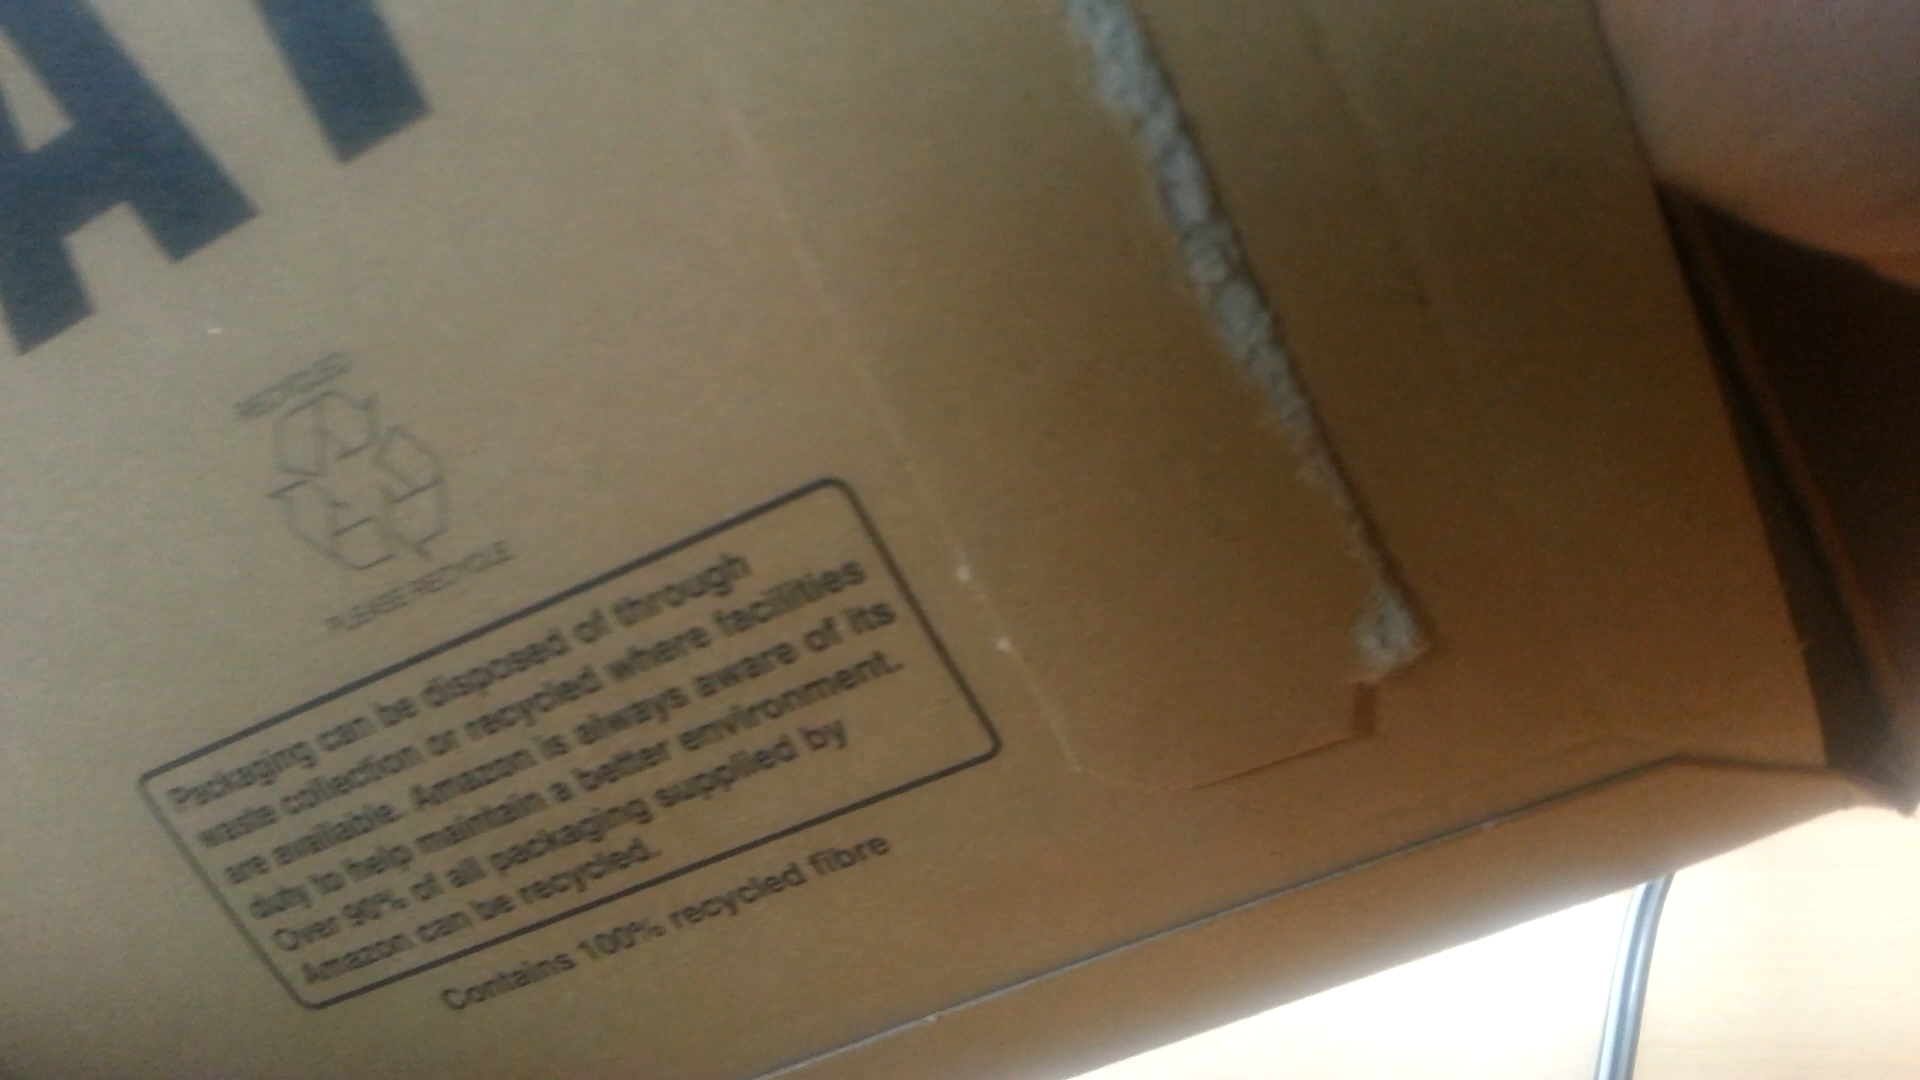 AT
RECYCLED
PLEASE RECYCLE
Packaging can be disposed of through
waste collection or recycled where facilities
are available. Amazon is always aware of its
duty to help maintain a better environment.
Over 90% of all packaging supplied by
Amazon can be recycled.
Contains 100% recycled fibre